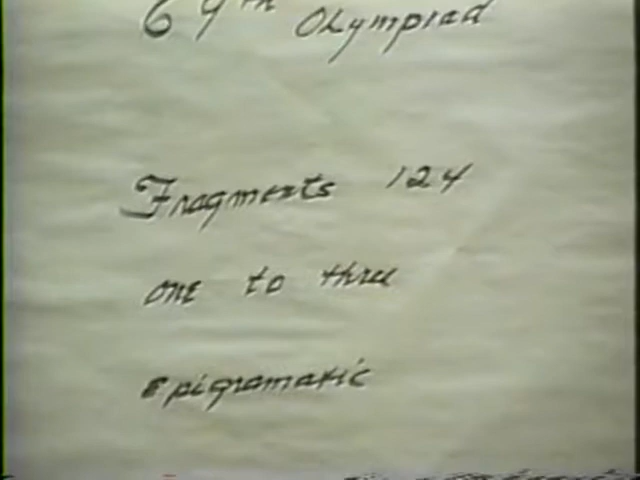 69th Olympiad
Fragments 124
one to three
Epigramatic